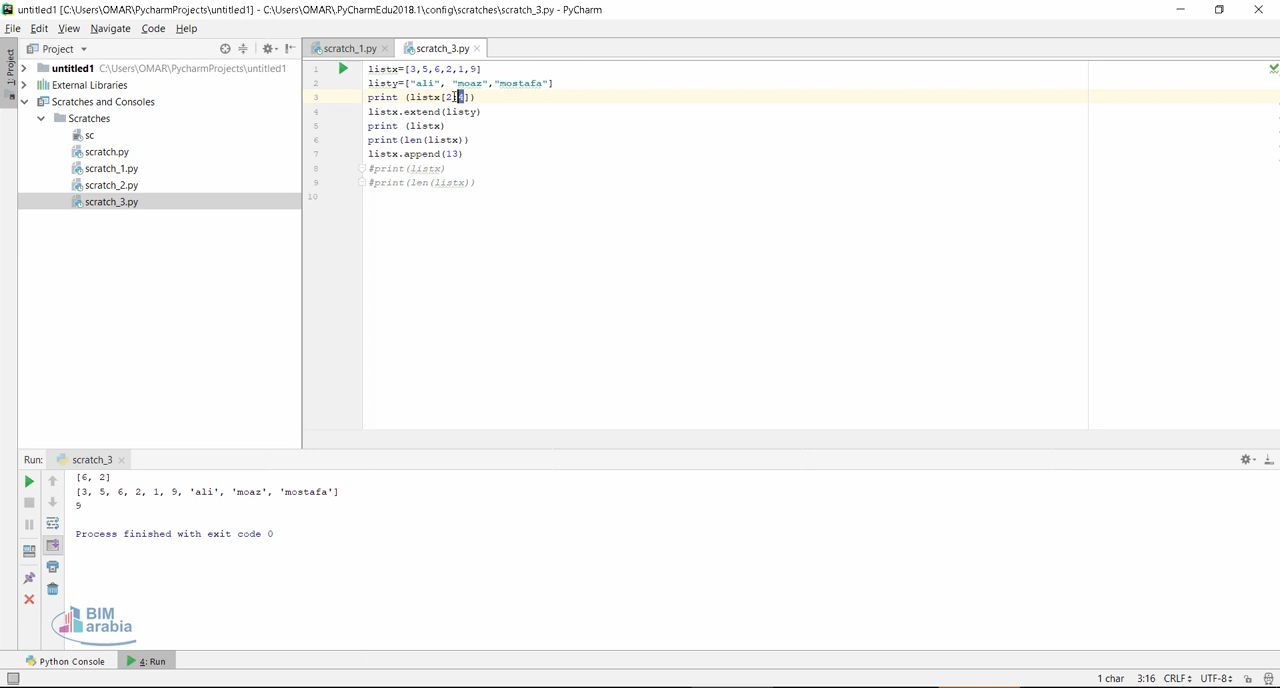 untitled1 [C:\Users\OMAR\PycharmProjects\untitled1] - C:\Users\OMAR\.PyCharmEdu2018.1\config\scratches\scratch_3.py - PyCharm
File Edit View Navigate Code Help
Project
scratch_1.py
scratch_3.py
1: Project
untitled1 C:\Users\OMAR\PycharmProjects\untitled1
External Libraries
Scratches and Consoles
Scratches
sc
scratch.py
scratch_1.py
scratch_2.py
scratch_3.py
1 listx=[3,5,6,2,1,9]
2 listy=["ali", "moaz","mostafa"]
3 print (listx[2 ])
4 listx.extend(listy)
5 print (listx)
6 print(len(listx))
7 listx.append(13)
8 #print(listx)
9 #print(len(listx))
10
Run: scratch_3
[6, 2]
[3, 5, 6, 2, 1, 9, 'ali', 'moaz', 'mostafa']
9
Process finished with exit code 0
BIM
arabia
Python Console 4: Run
1 char 3:16 CRLF UTF-8